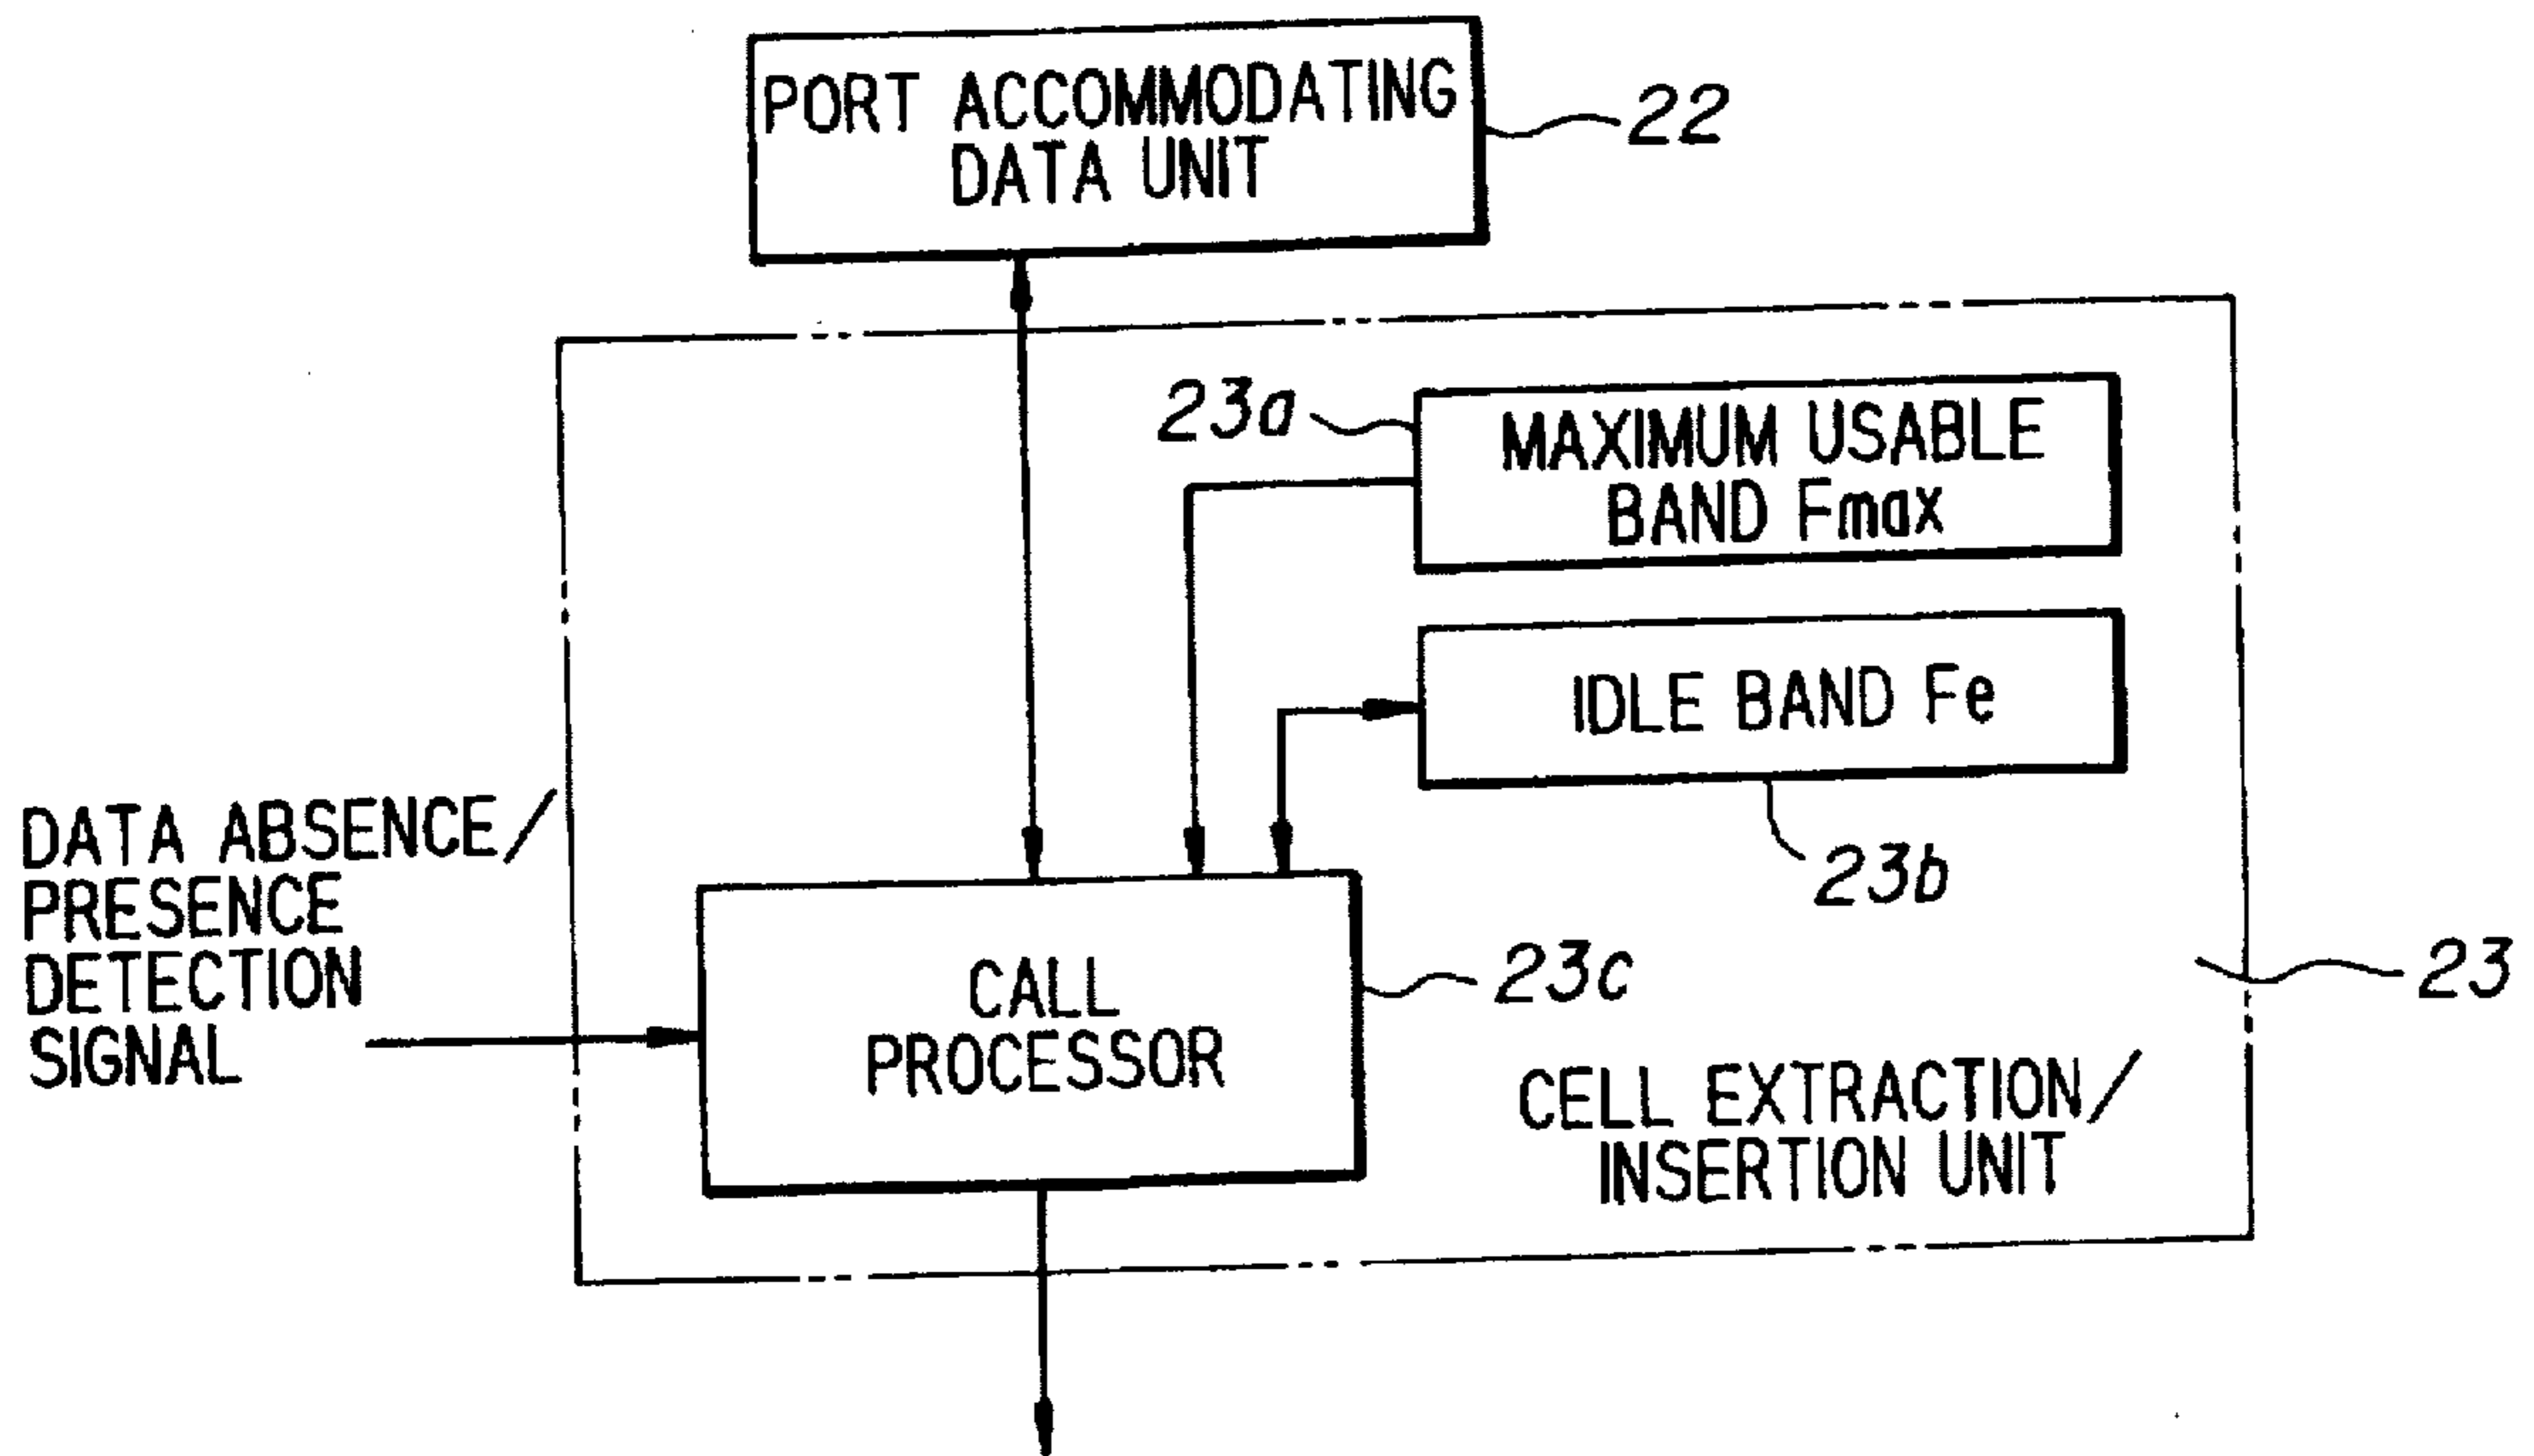 PORT ACCOMMODATING
DATA UNIT
22
23a
MAXIMUM USABLE
BAND Fmax
IDLE BAND Fe
23b
DATA ABSENCE/
PRESENCE
DETECTION
SIGNAL
CALL
PROCESSOR
23c
23
CELL EXTRACTION/
INSERTION UNIT